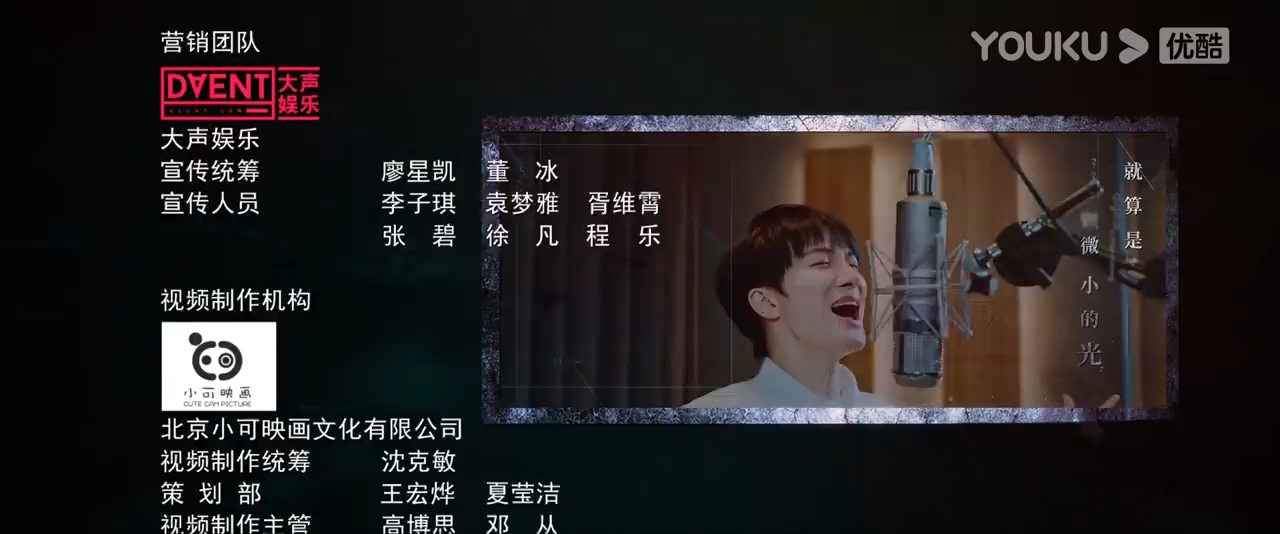 营销团队
DAENT 大声
娱乐
大声娱乐
宣传统筹 廖星凯 董 冰
宣传人员 李子琪 袁梦雅 胥维霄
张 碧 徐 凡 程 乐
视频制作机构
小可映画
CUTE CAM PICTURE
北京小可映画文化有限公司
视频制作统筹 沈克敏
策 划 部 王宏烨 夏莹洁
视频制作主管 高博思 邓 从
YOUKU 优酷
就算是
微小的光